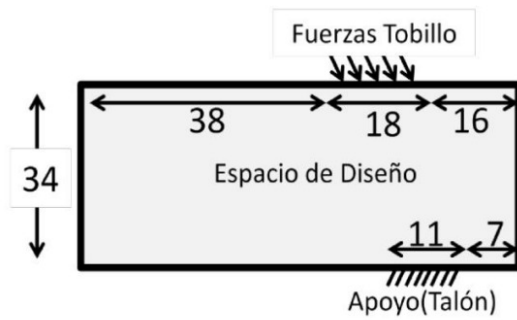 Fuerzas Tobillo
38
18
16
34
Espacio de Diseño
11
7
Apoyo(Talón)